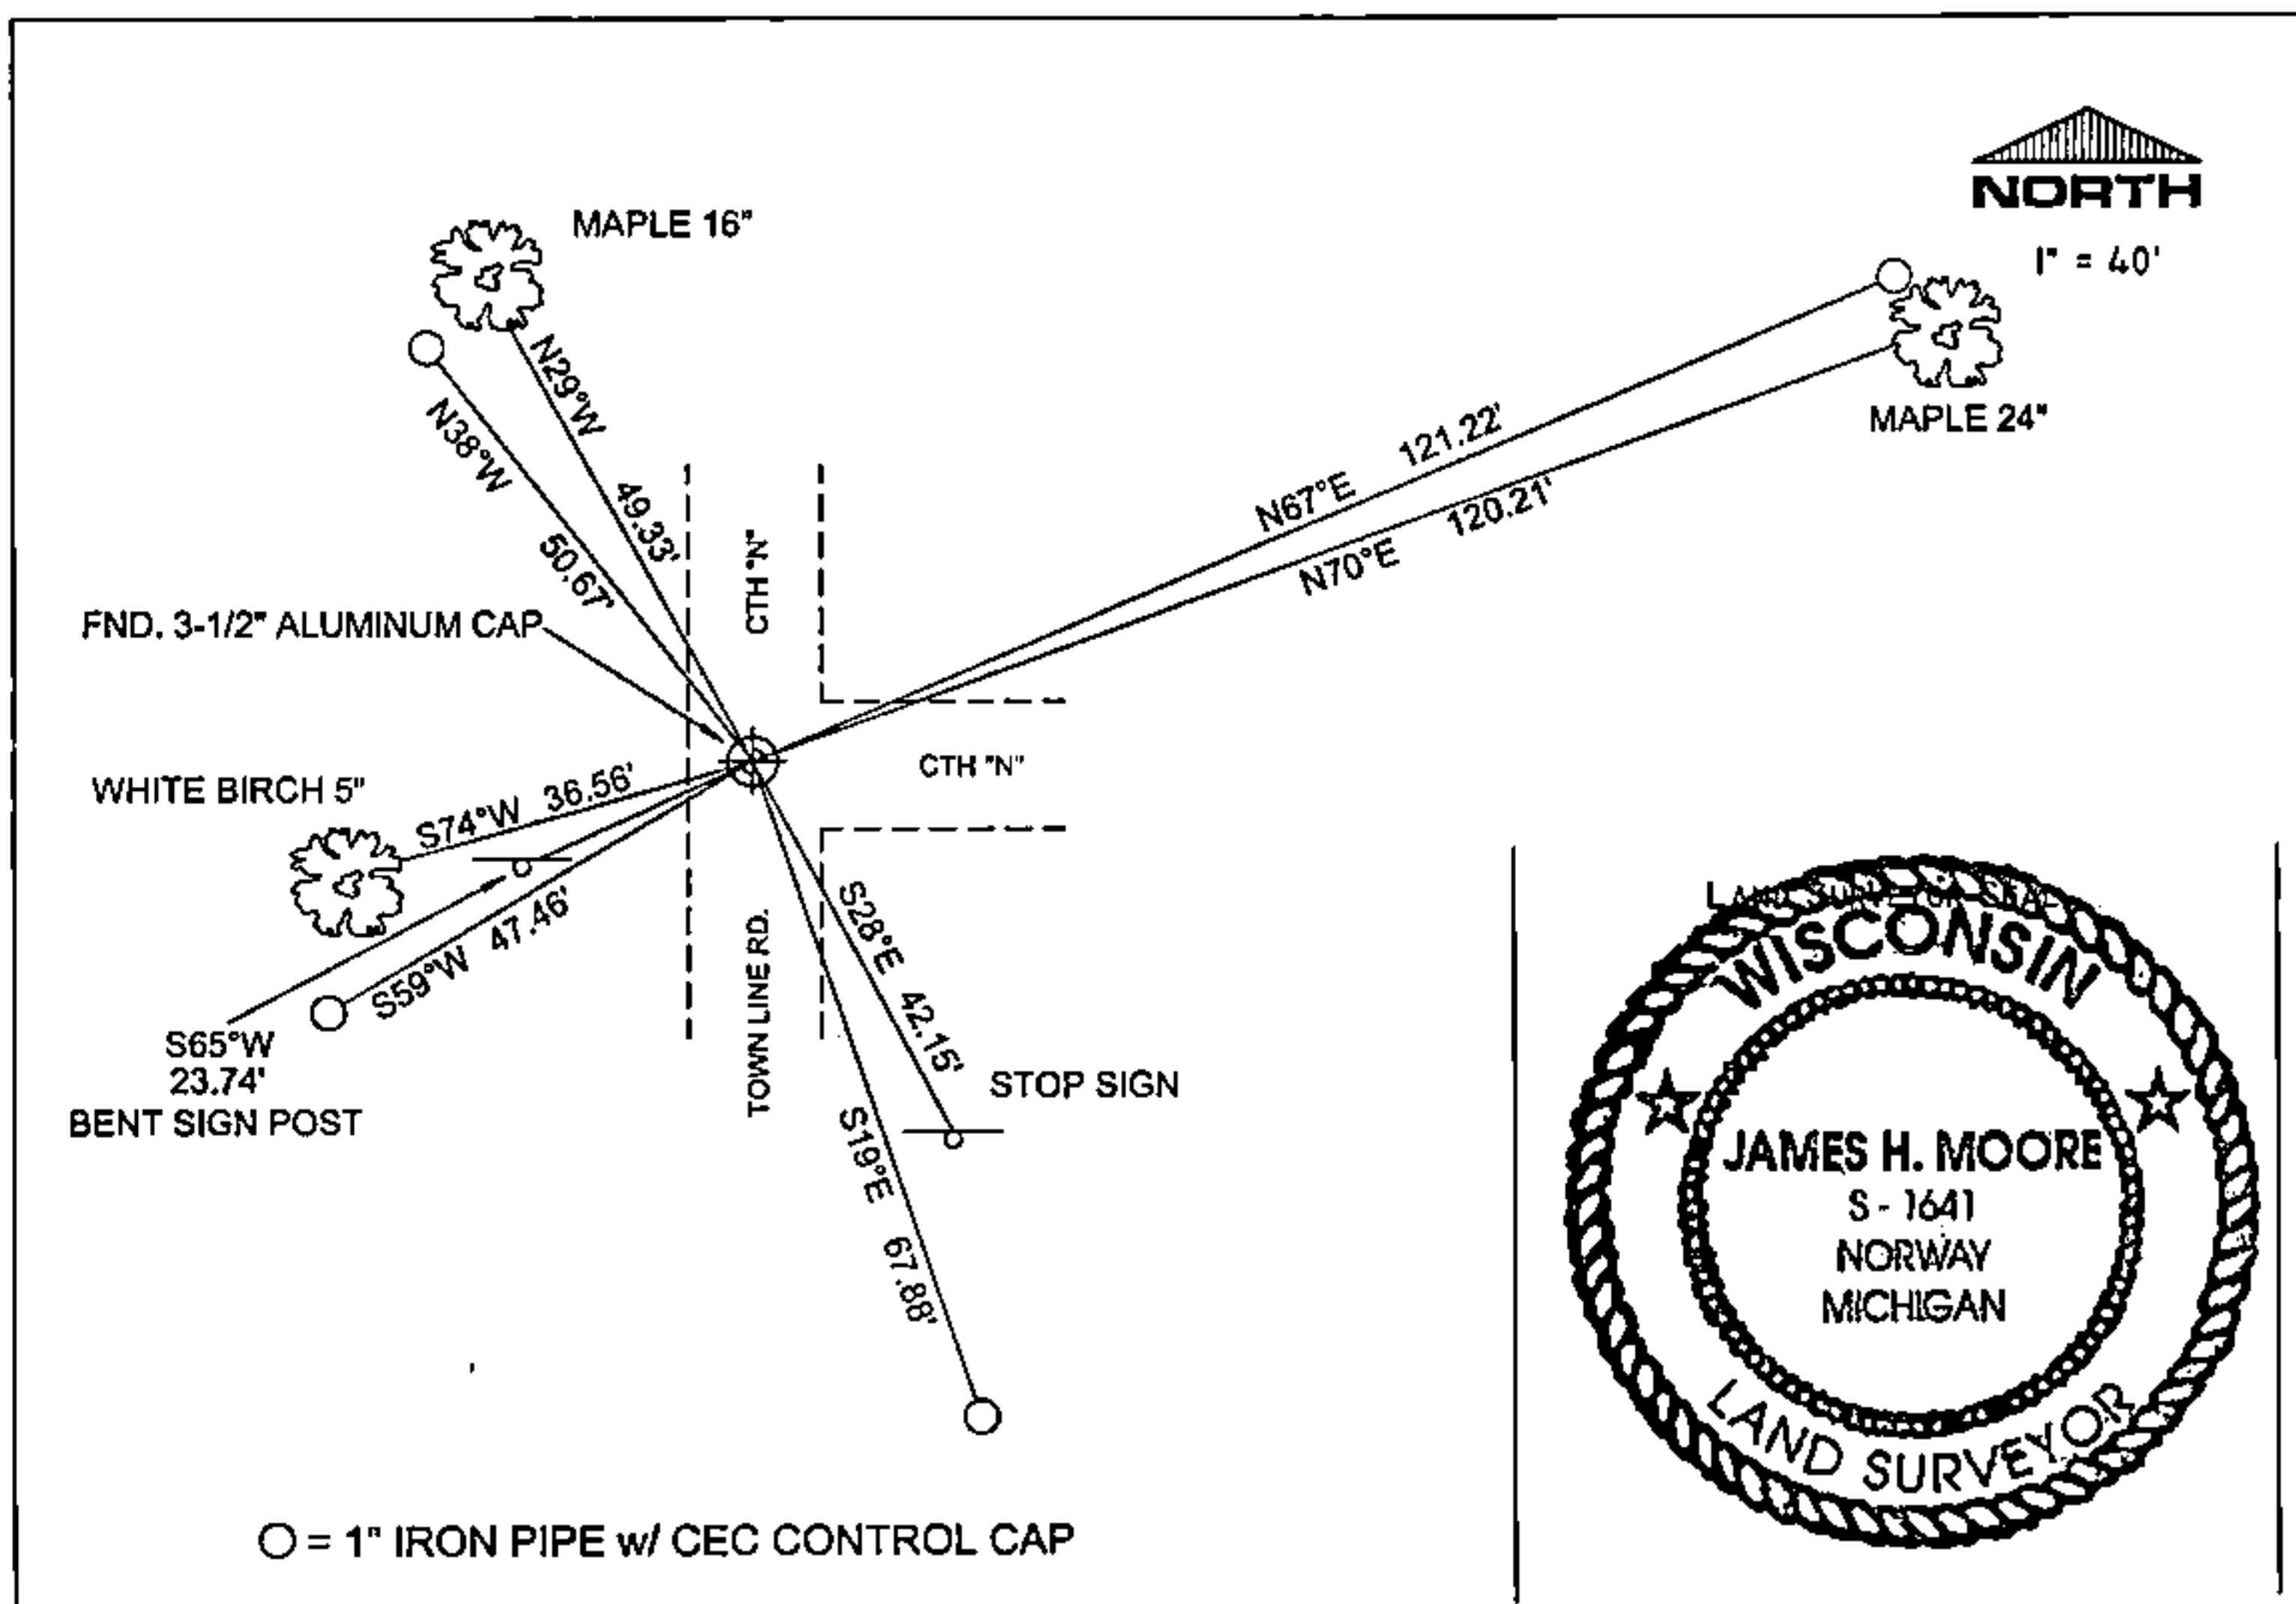 NORTH
1" = 40'
MAPLE 16"
N29°W 49.33'
N38°W 50.67'
N67°E 121.22'
N70°E 120.21'
MAPLE 24"
CTH "N"
FND. 3-1/2" ALUMINUM CAP
CTH "N"
WHITE BIRCH 5"
S74°W 36.56'
S59°W 47.46'
S65°W
23.74'
BENT SIGN POST
TOWN LINE RD.
S28°E 42.15'
STOP SIGN
S19°E 67.88'
WISCONSIN
JAMES H. MOORE
S - 1641
NORWAY
MICHIGAN
LAND SURVEYOR
= 1" IRON PIPE w/ CEC CONTROL CAP